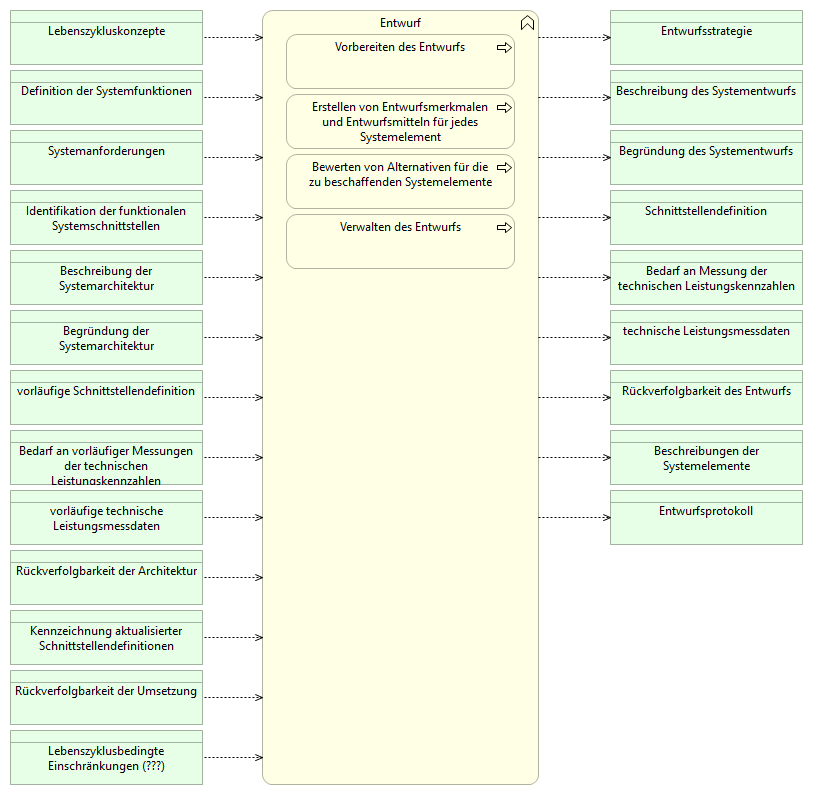 Lebenszykluskonzepte
Definition der Systemfunktionen
Systemanforderungen
Identifikation der funktionalen
Systemschnittstellen
Beschreibung der
Systemarchitektur
Begründung der
Systemarchitektur
vorläufige Schnittstellendefinition
Bedarf an vorläufiger Messungen
der technischen
Leistungskennzahlen
vorläufige technische
Leistungsmessdaten
Rückverfolgbarkeit der Architektur
Kennzeichnung aktualisierter
Schnittstellendefinitionen
Rückverfolgbarkeit der Umsetzung
Lebenszyklusbedingte
Einschränkungen (???)
Entwurf
Vorbereiten des Entwurfs
Erstellen von Entwurfsmerkmalen
und Entwurfsmitteln für jedes
Systemelement
Bewerten von Alternativen für die
zu beschaffenden Systemelemente
Verwalten des Entwurfs
Entwurfsstrategie
Beschreibung des Systementwurfs
Begründung des Systementwurfs
Schnittstellendefinition
Bedarf an Messung der
technischen Leistungskennzahlen
technische Leistungsmessdaten
Rückverfolgbarkeit des Entwurfs
Beschreibungen der
Systemelemente
Entwurfsprotokoll